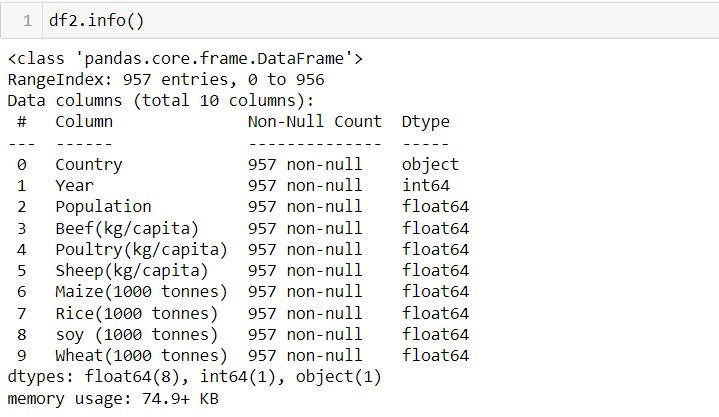 1 df2.info()
<class 'pandas.core.frame.DataFrame'>
RangeIndex: 957 entries, 0 to 956
Data columns (total 10 columns):
 #   Column              Non-Null Count  Dtype
---  ------              --------------  -----
 0   Country             957 non-null    object
 1   Year                957 non-null    int64
 2   Population          957 non-null    float64
 3   Beef(kg/capita)     957 non-null    float64
 4   Poultry(kg/capita)  957 non-null    float64
 5   Sheep(kg/capita)    957 non-null    float64
 6   Maize(1000 tonnes)  957 non-null    float64
 7   Rice(1000 tonnes)   957 non-null    float64
 8   soy (1000 tonnes)   957 non-null    float64
 9   Wheat(1000 tonnes)  957 non-null    float64
dtypes: float64(8), int64(1), object(1)
memory usage: 74.9+ KB